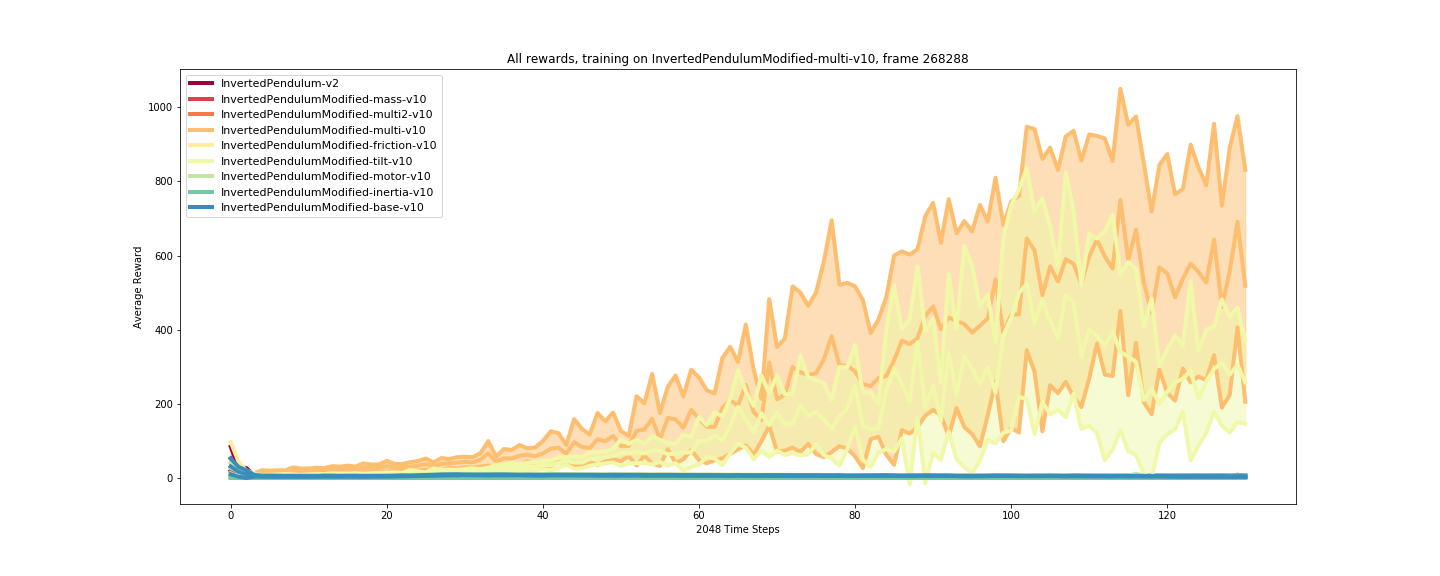 All rewards, training on InvertedPendulumModified-multi-v10, frame 268288
InvertedPendulum-v2
InvertedPendulumModified-mass-v10
InvertedPendulumModified-multi2-v10
InvertedPendulumModified-multi-v10
InvertedPendulumModified-friction-v10
InvertedPendulumModified-tilt-v10
InvertedPendulumModified-motor-v10
InvertedPendulumModified-inertia-v10
InvertedPendulumModified-base-v10
1000
800
600
400
200
0
Average Reward
0 20 40 60 80 100 120
2048 Time Steps